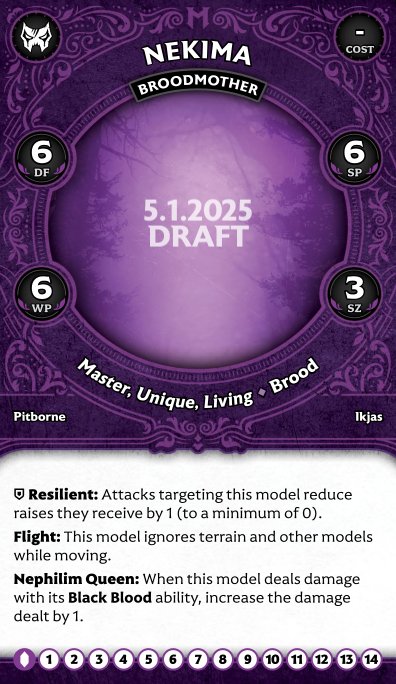 -
COST
NEKIMA
BROODMOTHER
6
DF
6
SP
5.1.2025
DRAFT
6
WP
3
SZ
Master, Unique, Living ♦ Brood
Pitborne
Ikjas
Resilient: Attacks targeting this model reduce
raises they receive by 1 (to a minimum of 0).
Flight: This model ignores terrain and other models
while moving.
Nephilim Queen: When this model deals damage
with its Black Blood ability, increase the damage
dealt by 1.
1 2 3 4 5 6 7 8 9 10 11 12 13 14